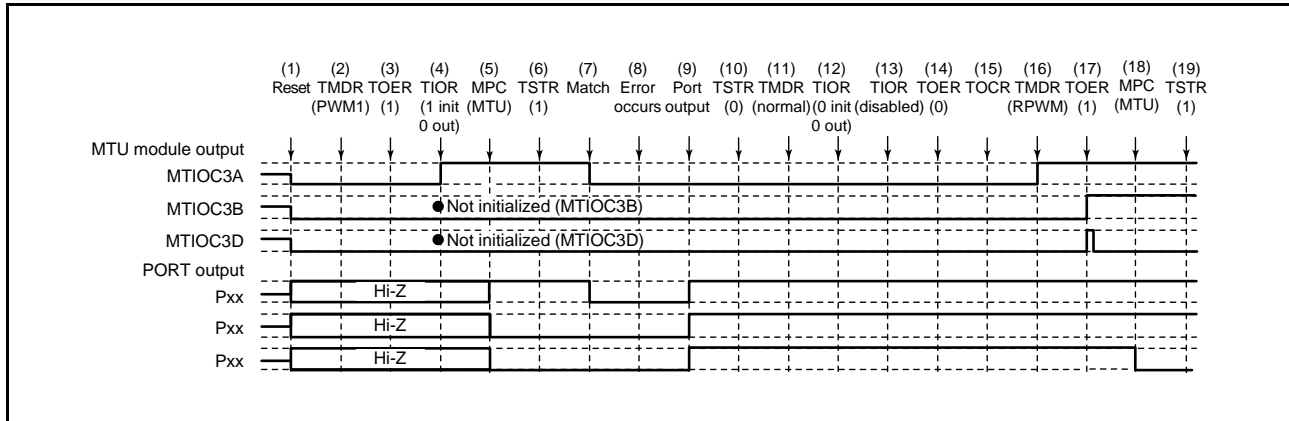 (1) (2) (3) (4) (5) (6) (7) (8) (9) (10) (11) (12) (13) (14) (15) (16) (17) (18) (19)
Reset TMDR TOER TIOR MPC TSTR Match Error Port TSTR TMDR TIOR TIOR TOER TOCR TMDR TOER MPC TSTR
(PWM1) (1) (1 init (MTU) (1) occurs output (0) (normal) (0 init (disabled) (0) (RPWM) (1) (MTU) (1)
0 out) 0 out)
MTU module output
MTIOC3A
MTIOC3B ● Not initialized (MTIOC3B)
MTIOC3D ● Not initialized (MTIOC3D)
PORT output
Pxx Hi-Z
Pxx Hi-Z
Pxx Hi-Z